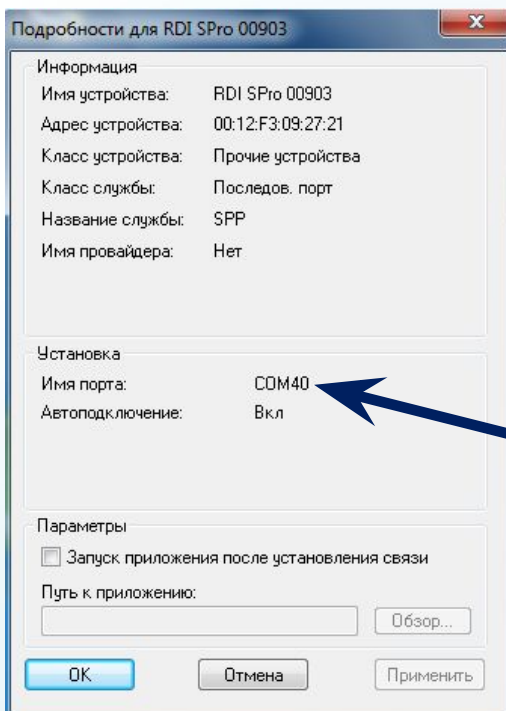 Подробности для RDI SPro 00903
Информация
Имя устройства: RDI SPro 00903
Адрес устройства: 00:12:F3:09:27:21
Класс устройства: Прочие устройства
Класс службы: Последов. порт
Название службы: SPP
Имя провайдера: Нет
Установка
Имя порта: COM40
Автоподключение: Вкл
Параметры
Запуск приложения после установления связи
Путь к приложению:
Обзор...
OK Отмена Применить